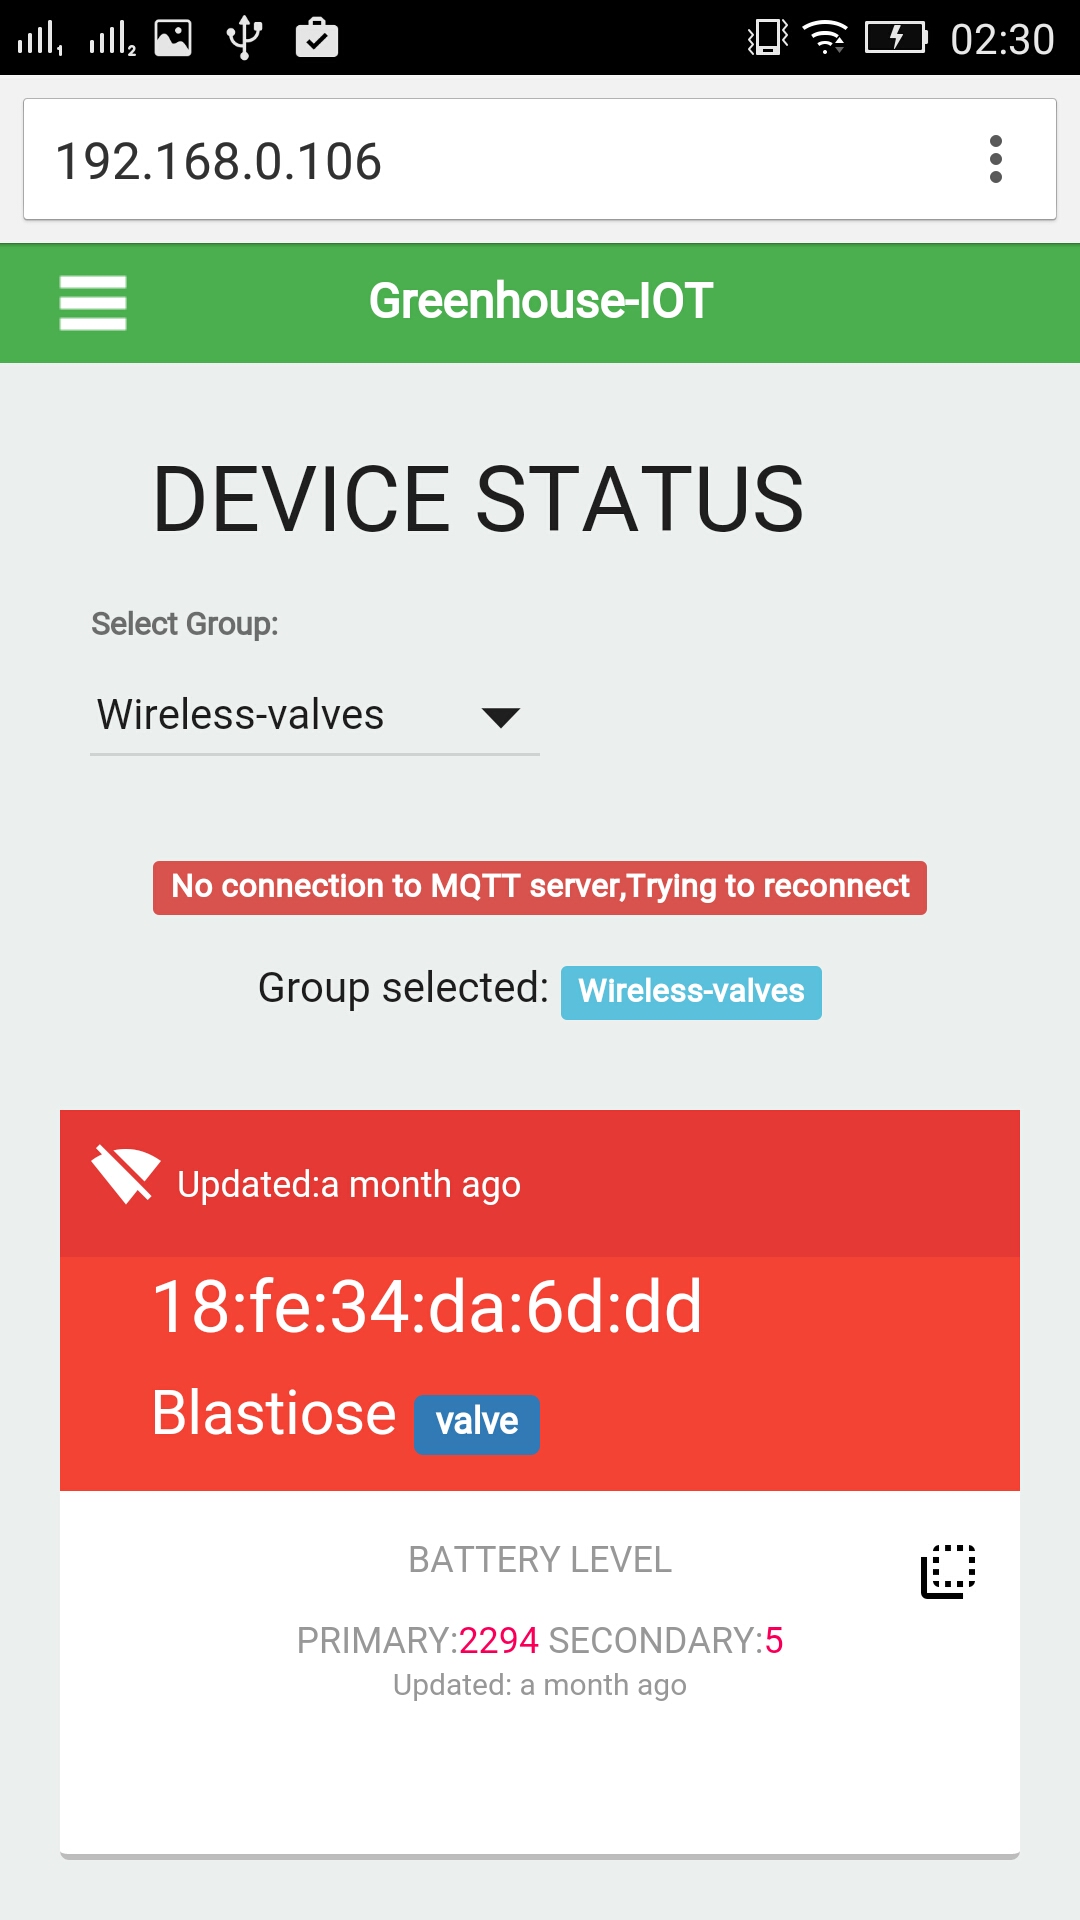 02:30
192.168.0.106
Greenhouse-IOT
DEVICE STATUS
Select Group:
Wireless-valves
No connection to MQTT server,Trying to reconnect
Group selected: Wireless-valves
Updated:a month ago
18:fe:34:da:6d:dd
Blastiose valve
BATTERY LEVEL
PRIMARY:2294 SECONDARY:5
Updated: a month ago